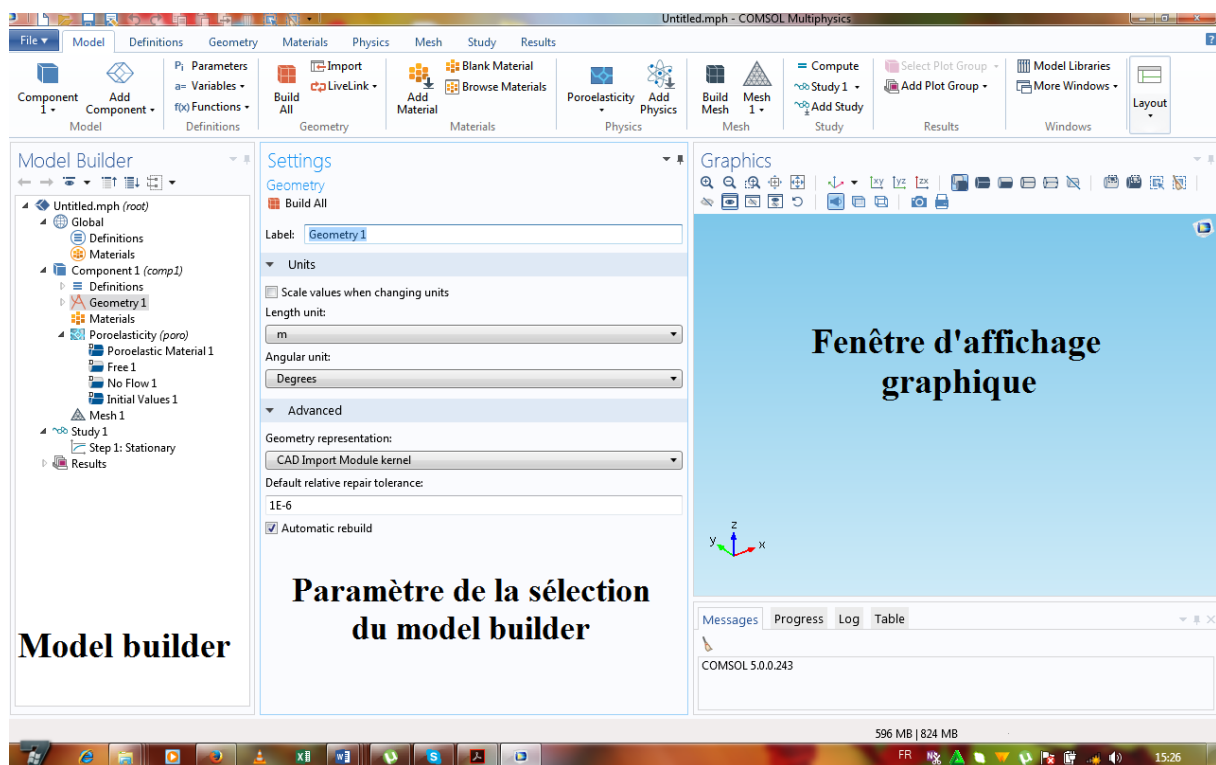 Untitled.mph - COMSOL Multiphysics
File Model Definitions Geometry Materials Physics Mesh Study Results
Component 1
Add Component
Pi Parameters
a= Variables
f(x) Functions
Build All
Import
LiveLink
Add Material
Blank Material
Browse Materials
Poroelasticity
Add Physics
Build Mesh
Mesh 1
= Compute
Study 1
Add Study
Select Plot Group
Add Plot Group
Model Libraries
More Windows
Layout
Model Definitions Geometry Materials Physics Mesh Study Results Windows
Model Builder
Untitled.mph (root)
Global
Definitions
Materials
Component 1 (comp1)
Definitions
Geometry 1
Materials
Poroelasticity (poro)
Poroelastic Material 1
Free 1
No Flow 1
Initial Values 1
Mesh 1
Study 1
Step 1: Stationary
Results
Model builder
Settings
Geometry
Build All
Label: Geometry 1
Units
Scale values when changing units
Length unit:
m
Angular unit:
Degrees
Advanced
Geometry representation:
CAD Import Module kernel
Default relative repair tolerance:
1E-6
Automatic rebuild
Paramètre de la sélection
du model builder
Graphics
xy yz zx
Fenêtre d'affichage
graphique
z
y x
Messages Progress Log Table
COMSOL 5.0.0.243
596 MB | 824 MB
FR 15:26